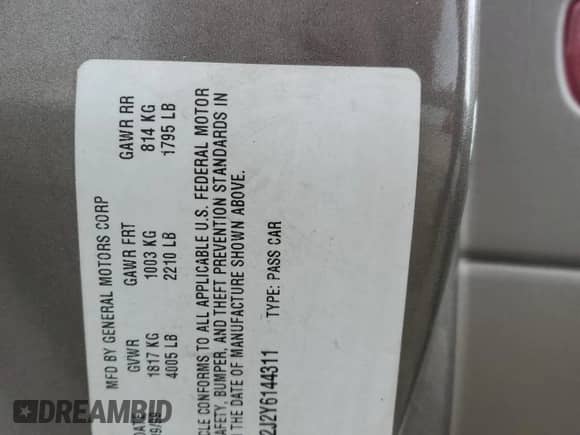 MFD BY GENERAL MOTORS CORP
GVWR GAWR FRT GAWR RR
1817 KG 1003 KG 814 KG
4005 LB 2210 LB 1795 LB
CLE CONFORMS TO ALL APPLICABLE U.S. FEDERAL MOTOR
AFETY, BUMPER, AND THEFT PREVENTION STANDARDS IN
THE DATE OF MANUFACTURE SHOWN ABOVE.
2J2Y6144311 TYPE: PASS CAR
DREAMBID